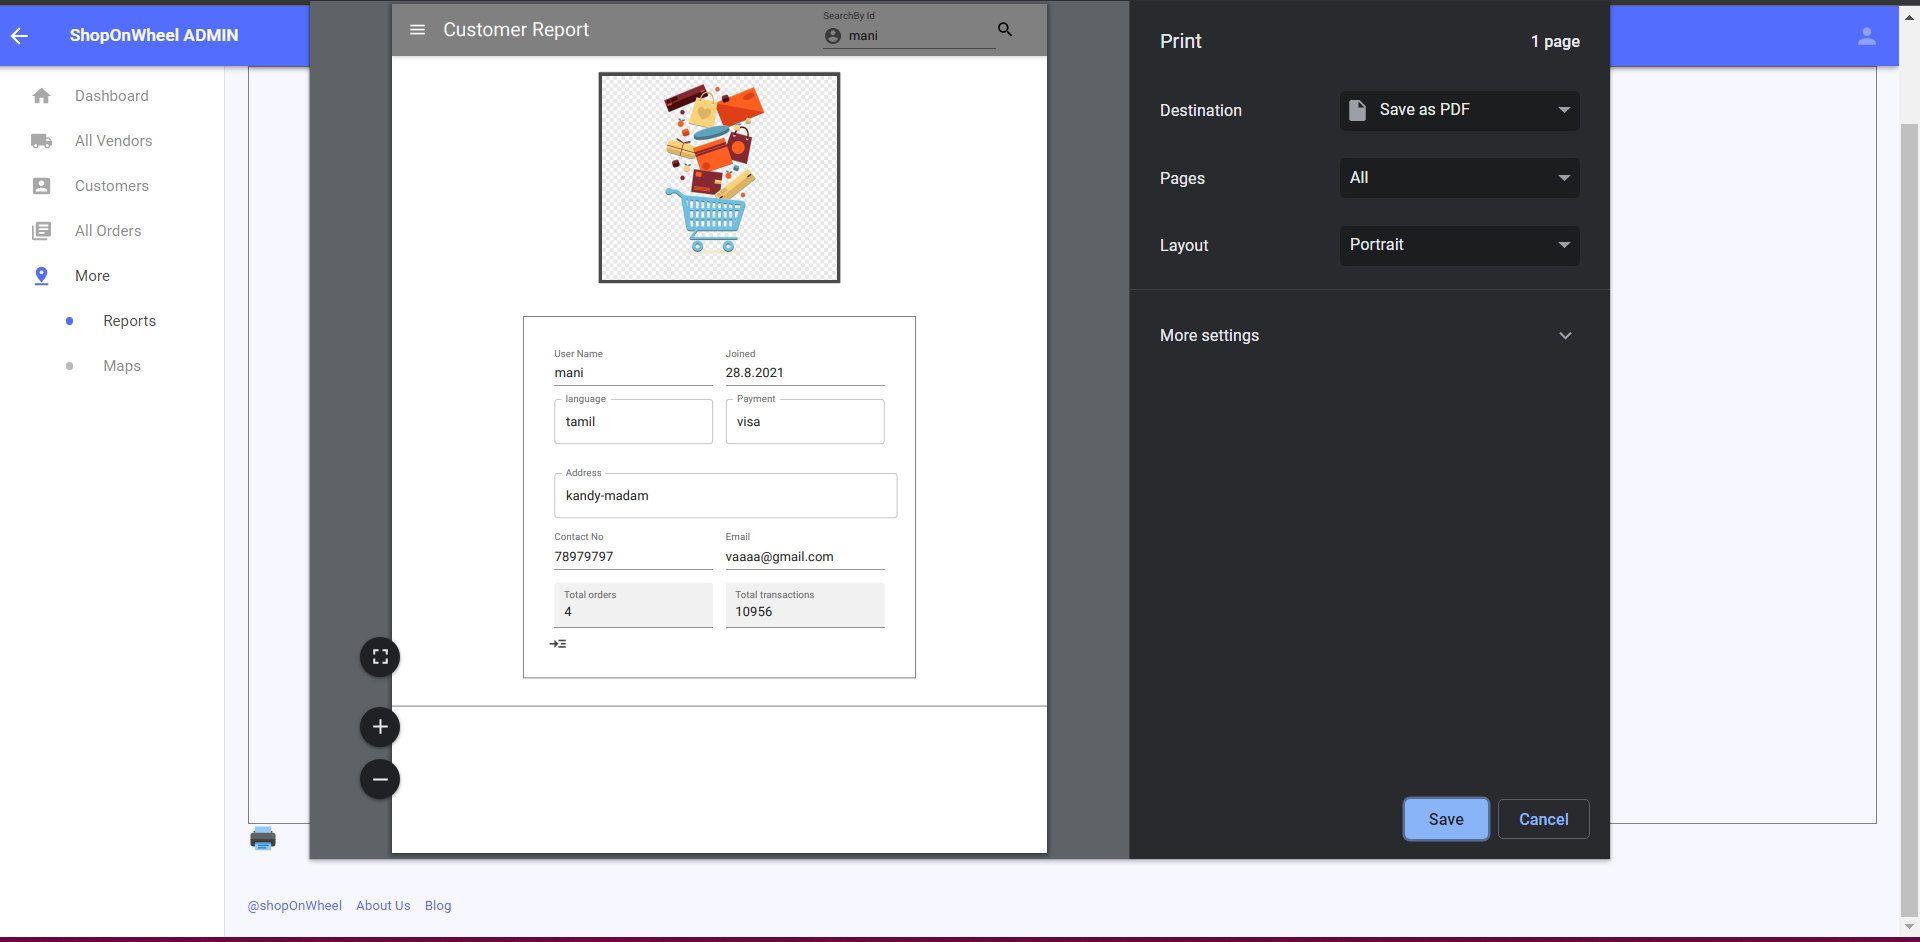 ShopOnWheel ADMIN
Dashboard
All Vendors
Customers
All Orders
More
Reports
Maps
Customer Report
SearchBy Id
mani
User Name
mani
Joined
28.8.2021
language
tamil
Payment
visa
Address
kandy-madam
Contact No
78979797
Email
vaaaa@gmail.com
Total orders
4
Total transactions
10956
Print
1 page
Destination
Save as PDF
Pages
All
Layout
Portrait
More settings
Save
Cancel
@shopOnWheel
About Us
Blog